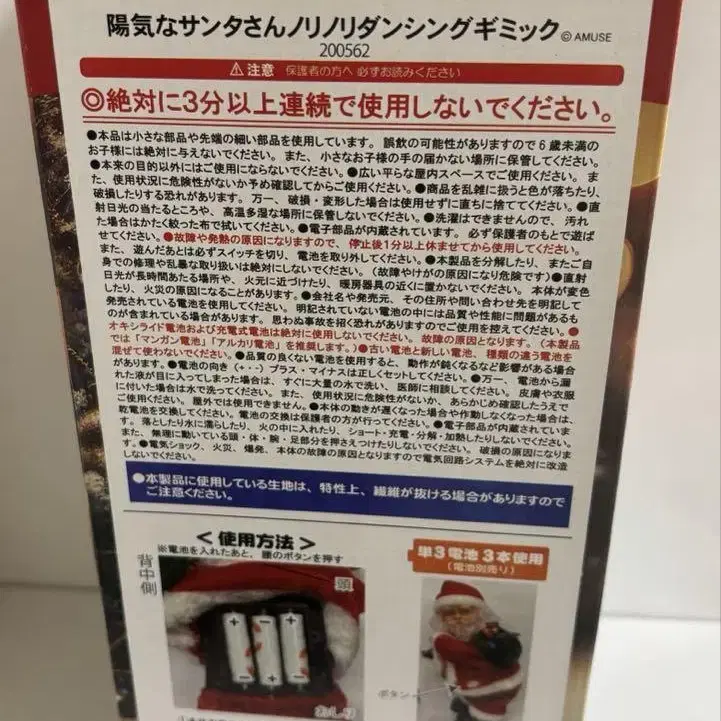 陽気なサンタさんノリノリダンシングギミック © AMUSE
200562
⚠注意 保護者の方へ 必ずお読みください
◎絶対に3分以上連続で使用しないでください。
●本品は小さな部品や先端の細い部品を使用しています。 誤飲の可能性がありますので6歳未満の
お子様には絶対に与えないでください。また、小さなお子様の手の届かない場所に保管してください。
●本来の目的以外にはご使用にならないでください。●広い平らな屋内スペースでご使用ください。 ま
た、使用状況に危険性がないか予め確認してからご使用ください。●商品を乱雑に扱うと色が落ちたり、
破損したりする恐れがあります。 万一、破損・変形した場合は使用せずに直ちに捨ててください。●直
射日光の当たるところや、高温多湿な場所に保管しないでください。●洗濯はできませんので、汚れ
た場合はかたく絞った布で拭いてください。●電子部品が内蔵されています。必ず保護者のもとで遊ば
せてください。●故障や発熱の原因になりますので、停止後1分以上休ませてから使用してください。
また、遊んだあとは必ずスイッチを切り、電池を取り外してください。●本製品を分解したり、またご自
身での修理や乱暴な取り扱いは絶対にしないでください。(故障やけがの原因になり危険です)●直射
日光が長時間あたる場所や、火元に近づけたり、暖房器具の近くに置かないでください。本体が変色
したり、火災の原因になることがあります。●会社名や発売元、その住所や問い合わせ先を明記して
発売されている電池を使用してください。明記されていない電池の中には品質や性能に問題があるも
のが含まれている場合があります。思わぬ事故を招く恐れがありますのでご使用を控えてください。●
オキシライド電池および充電式電池は絶対に使用しないでください。故障の原因となります。(本製品
では「マンガン電池」「アルカリ電池」を推奨します。)●古い電池と新しい電池、種類の違う電池を
混ぜて使わないでください。●品質の良くない電池を使用すると、動作が鈍くなるなど影響がある場合
があります。●電池の向き(+・-)プラス・マイナスは正しくセットしてください。●万一、電池から漏
れた液が目に入ってしまった場合は、すぐに大量の水で洗い、医師に相談してください。皮膚や衣服
に付いた場合は水で洗ってください。また、使用状況に危険性がないか、あらかじめ確認したうえで
ご使用ください。屋外では使用できません。●本体の動きが遅くなった場合や作動しなくなった場合は、
乾電池を交換してください。電池の交換は保護者の方が行ってください。●電子部品が内蔵されていま
す。落としたり水に濡らしたり、火の中に入れたり、ショート・充電・分解・加熱したりしないでください。
また、無理に動いている頭・体・腕・足部分を押さえつけたりしないでください。破損の原因になりま
す。●電気ショック、火災、爆発、本体の故障の原因となりますので電気回路システムを絶対に改造
しないでください。
●本製品に使用している生地は、特性上、繊維が抜ける場合がありますので
ご注意ください。
＜使用方法＞
※電池を入れたあと、腰のボタンを押す
背中側
頭
おしり
単3電池3本使用
(電池別売り)
ボタン